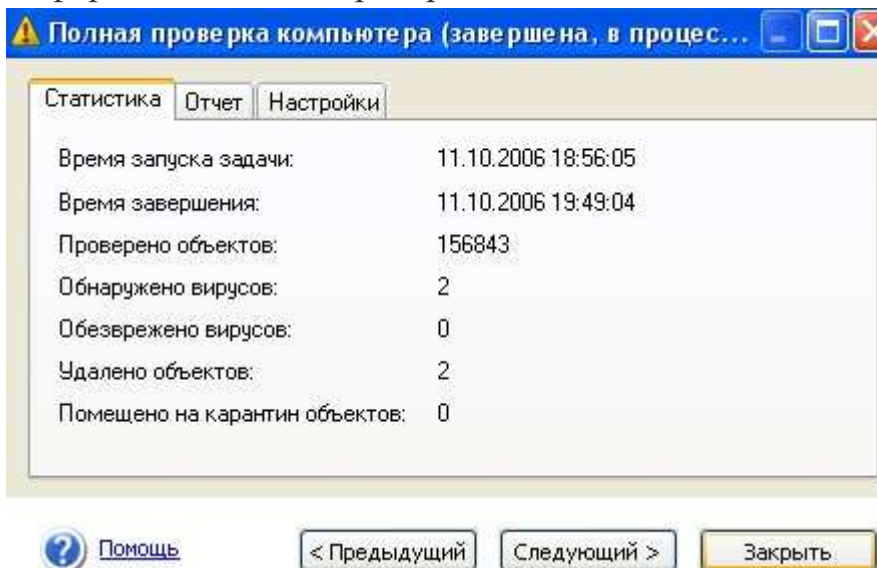 Полная проверка компьютера (завершена, в процес...
Статистика Отчет Настройки
Время запуска задачи: 11.10.2006 18:56:05
Время завершения: 11.10.2006 19:49:04
Проверено объектов: 156843
Обнаружено вирусов: 2
Обезврежено вирусов: 0
Удалено объектов: 2
Помещено на карантин объектов: 0
Помощь < Предыдущий Следующий > Закрыть